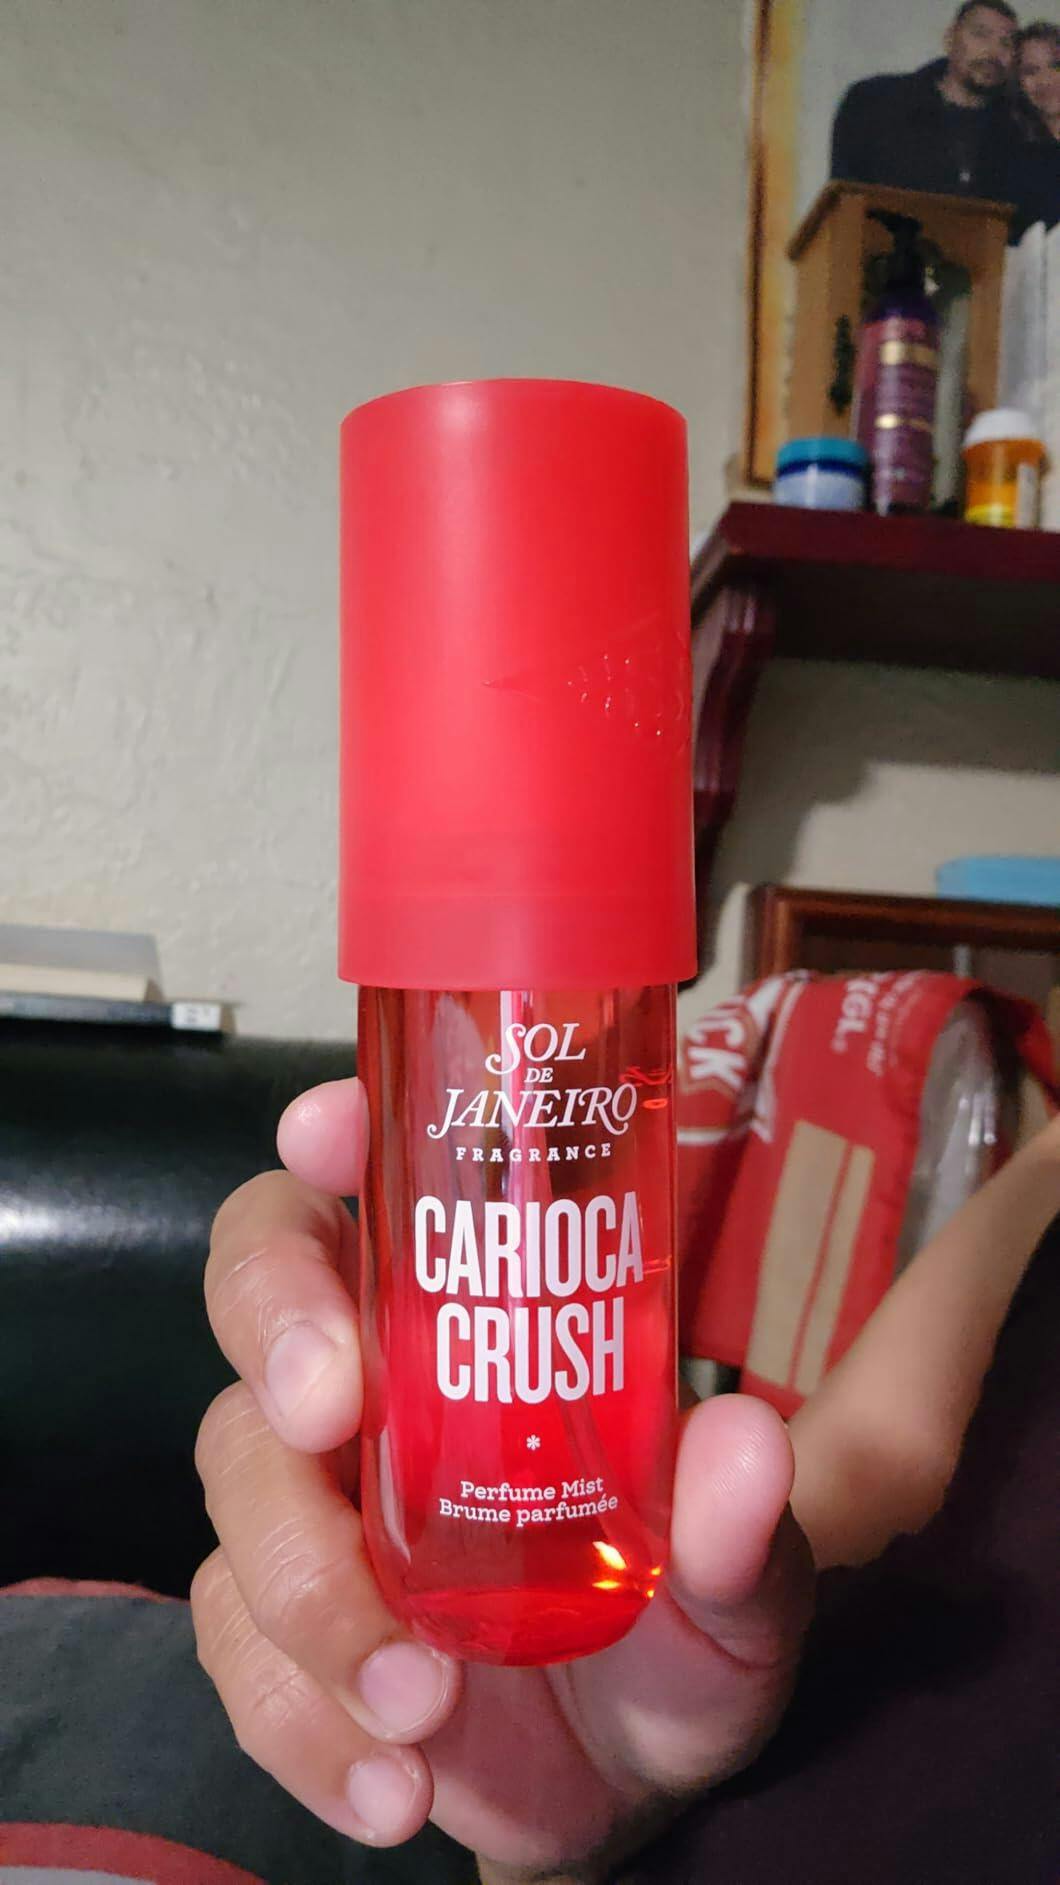 SOL
DE
JANEIRO
FRAGRANCE
CARIOCA
CRUSH
*
Perfume Mist
Brume parfumée